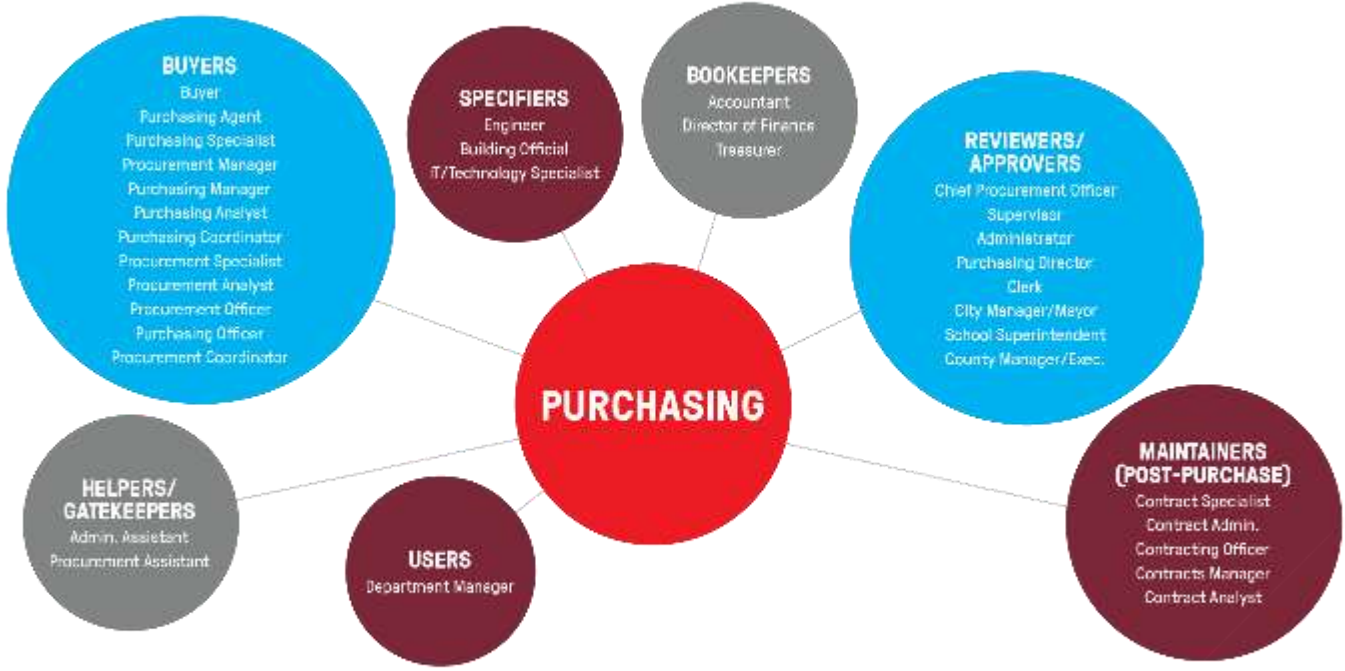 BUYERS
Buyer
Purchasing Agent
Purchasing Specialist
Procurement Manager
Purchasing Manager
Purchasing Analyst
Purchasing Coordinator
Procurement Specialist
Procurement Analyst
Procurement Officer
Purchasing Officer
Procurement Coordinator
SPECIFIERS
Engineer
Building Official
IT/Technology Specialist
BOOKEEPERS
Accountant
Director of Finance
Treasurer
REVIEWERS/
APPROVERS
Chief Procurement Officer
Supervisor
Administrator
Purchasing Director
Clerk
City Manager/Mayor
School Superintendent
County Manager/Exec.
PURCHASING
HELPERS/
GATEKEEPERS
Admin. Assistant
Procurement Assistant
USERS
Department Manager
MAINTAINERS
(POST-PURCHASE)
Contract Specialist
Contract Admin.
Contracting Officer
Contracts Manager
Contract Analyst